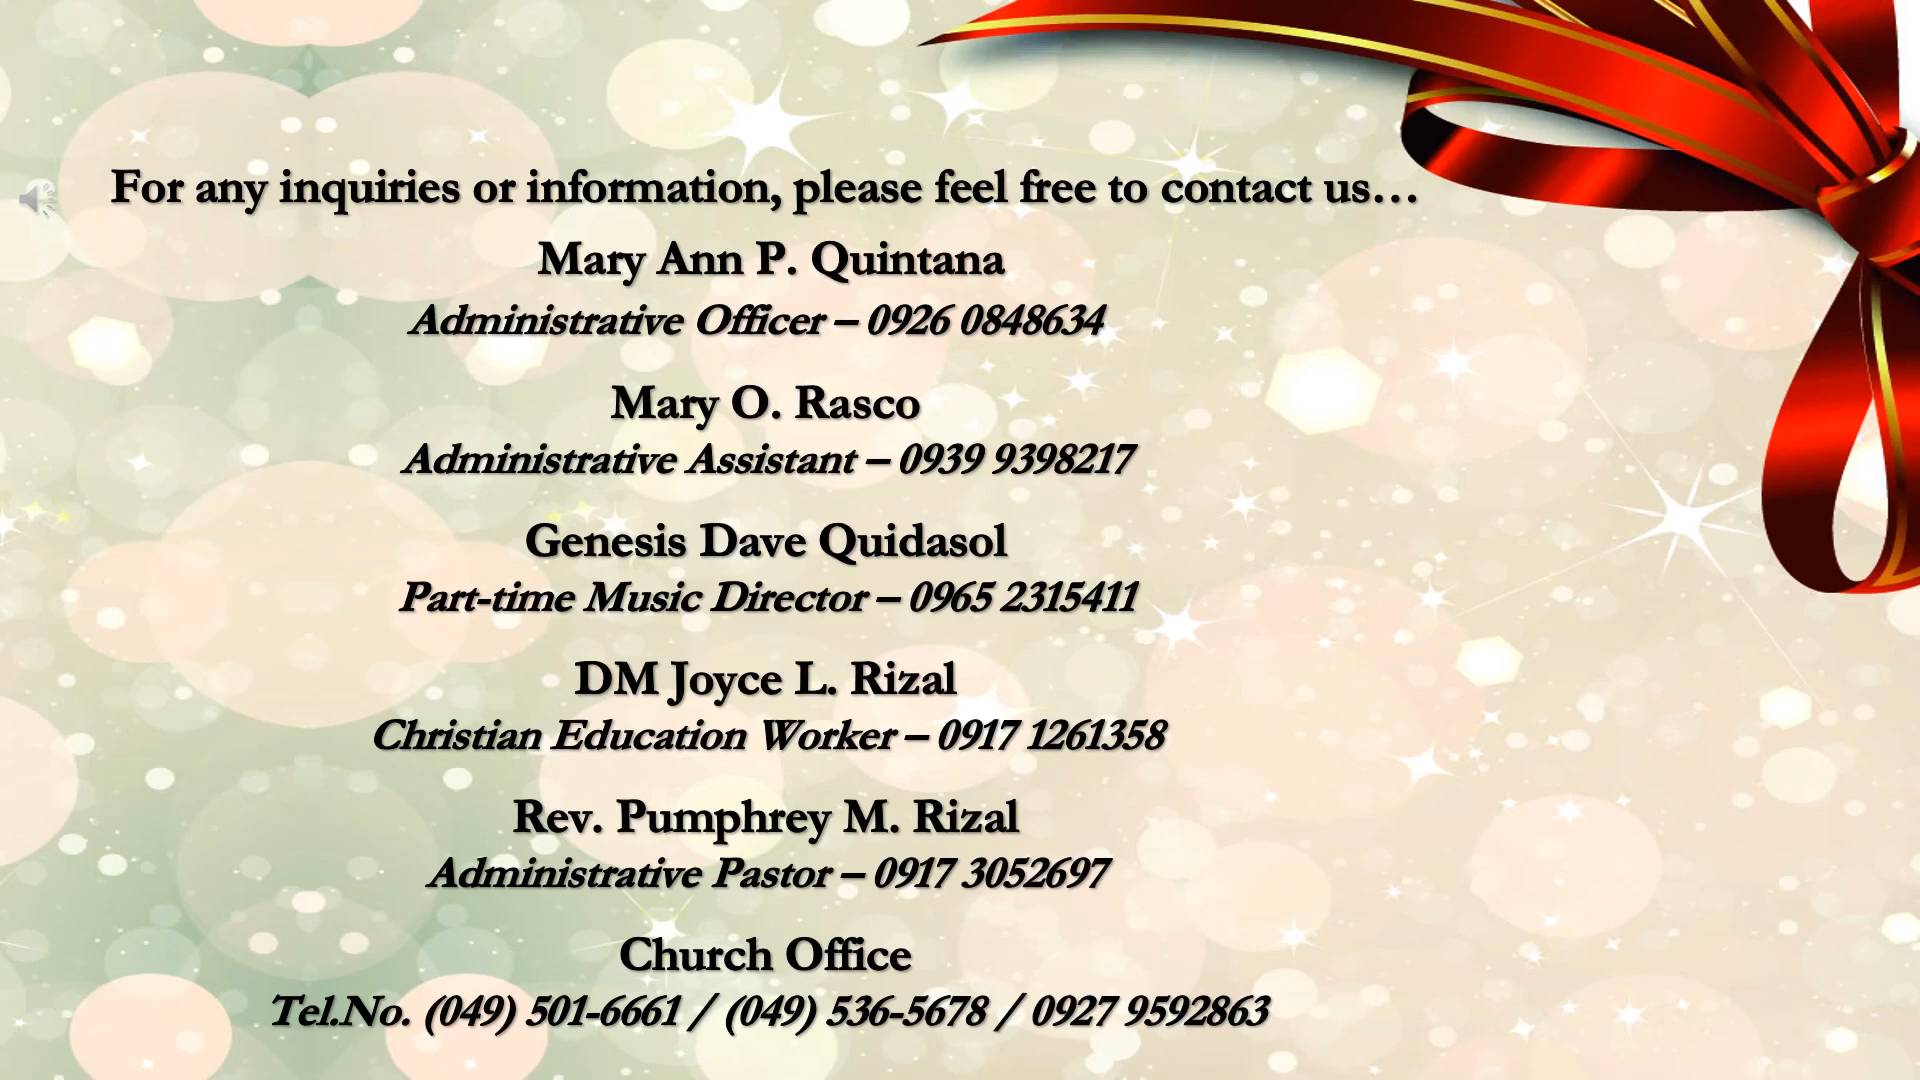 For any inquiries or information, please feel free to contact us…
Mary Ann P. Quintana
Administrative Officer – 0926 0848634
Mary O. Rasco
Administrative Assistant – 0939 9398217
Genesis Dave Quidasol
Part-time Music Director – 0965 2315411
DM Joyce L. Rizal
Christian Education Worker – 0917 1261358
Rev. Pumphrey M. Rizal
Administrative Pastor – 0917 3052697
Church Office
Tel.No. (049) 501-6661 / (049) 536-5678 / 0927 9592863